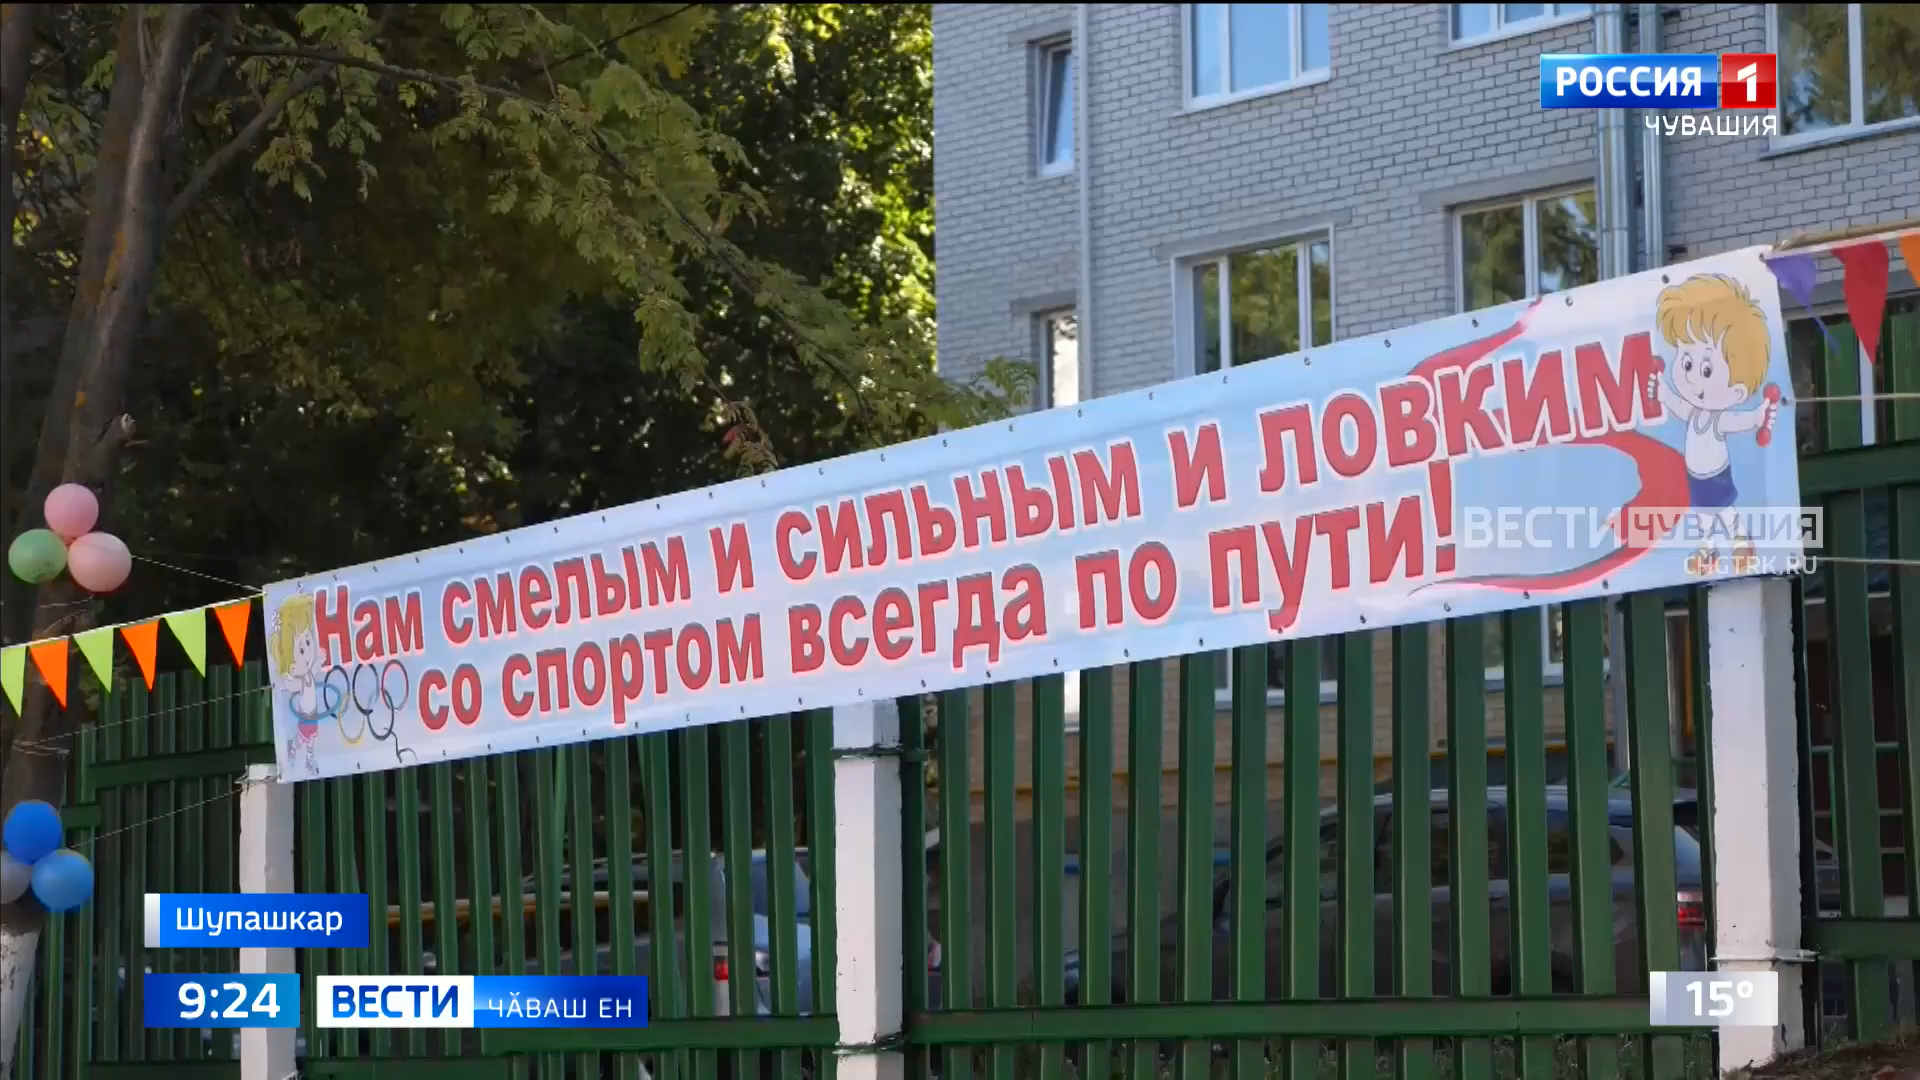 РОССИЯ 1
ЧУВАШИЯ
Нам смелым и сильным и ловким
со спортом всегда по пути!
ВЕСТИ ЧУВАШИЯ
CHGTRK.RU
Шупашкар
9:24 ВЕСТИ ЧӐВАШ ЕН
15°